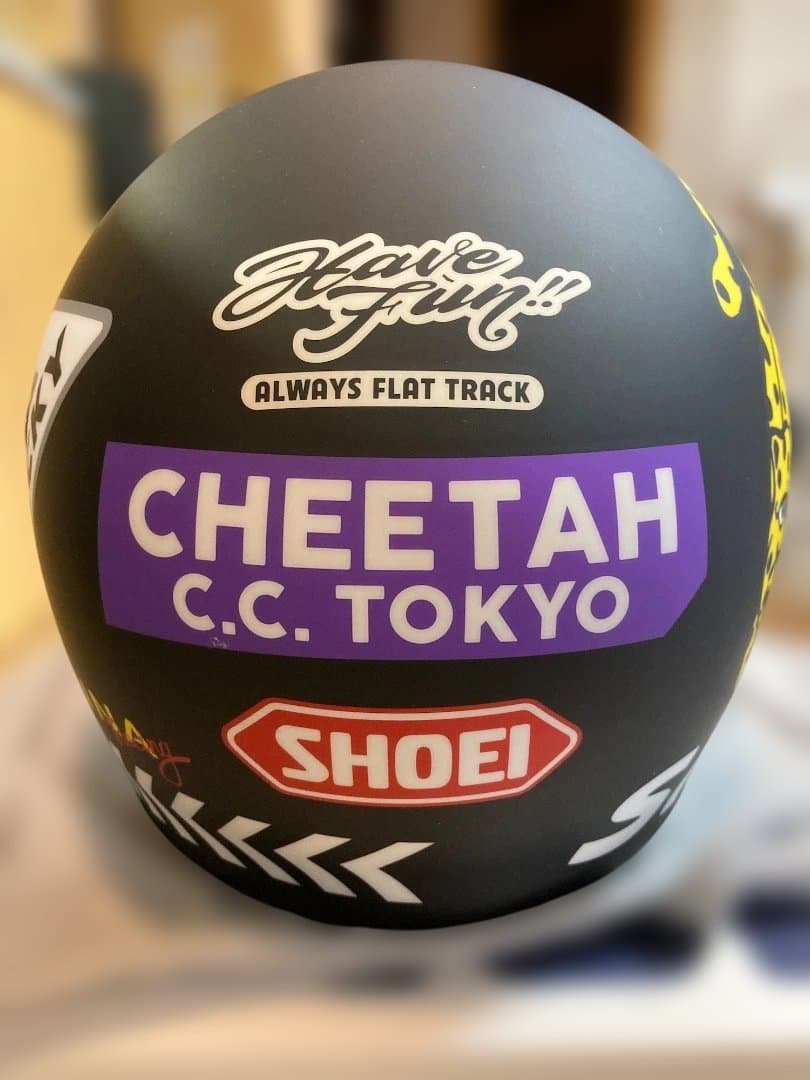 Have
Fun!!
ALWAYS FLAT TRACK
CHEETAH
C.C. TOKYO
SHOEI